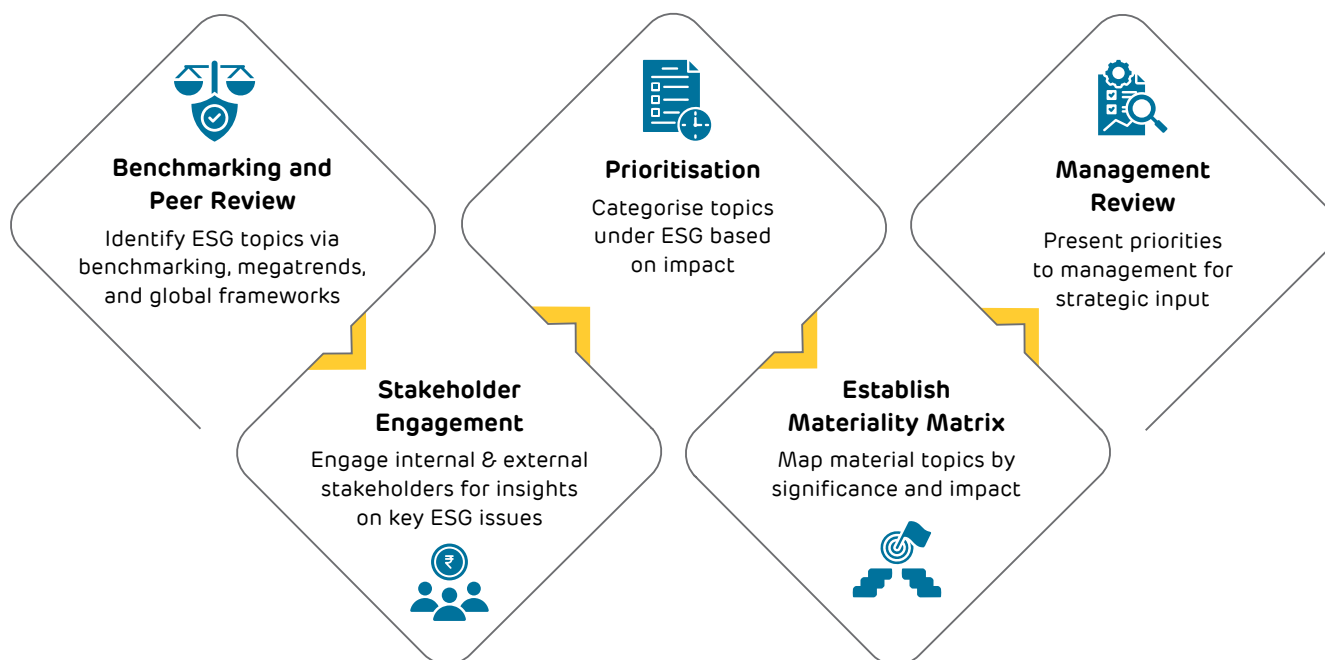 Benchmarking and
Peer Review
Identify ESG topics via
benchmarking, megatrends,
and global frameworks
Stakeholder
Engagement
Engage internal & external
stakeholders for insights
on key ESG issues
₹
Prioritisation
Categorise topics
under ESG based
on impact
Establish
Materiality Matrix
Map material topics by
significance and impact
Management
Review
Present priorities
to management for
strategic input